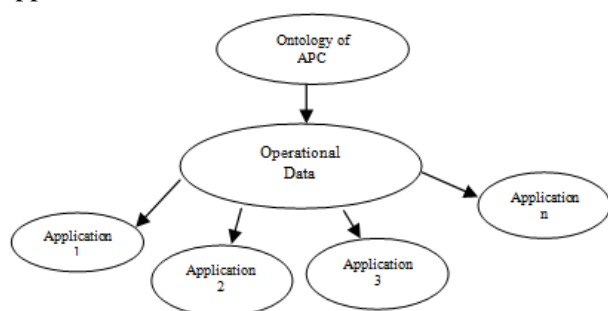 Ontology of
APC
Operational
Data
Application
n
Application
1
Application
2
Application
3